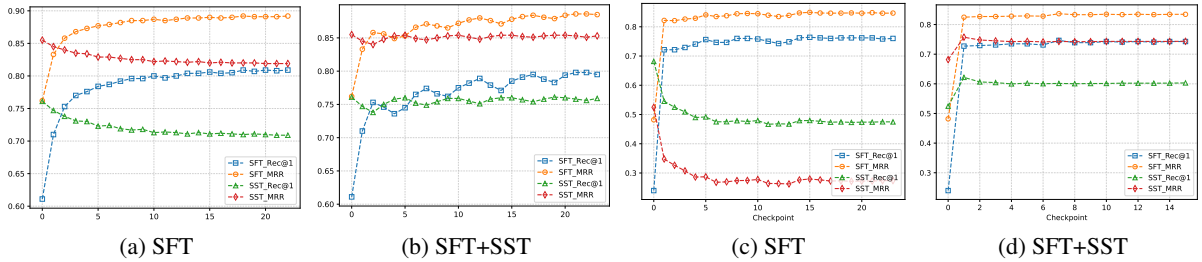 0.90
0.85
0.80
0.75
0.70
0.65
0.60
0
5
10
15
20
SFT_Rec@1
SFT_MRR
SST_Rec@1
SST_MRR
(a) SFT
0.90
0.85
0.80
0.75
0.70
0.65
0.60
0
5
10
15
20
SFT_Rec@1
SFT_MRR
SST_Rec@1
SST_MRR
(b) SFT+SST
0.8
0.7
0.6
0.5
0.4
0.3
0
5
10
15
20
Checkpoint
SFT_Rec@1
SFT_MRR
SST_Rec@1
SST_MRR
(c) SFT
0.8
0.7
0.6
0.5
0.4
0.3
0
2
4
6
8
10
12
14
Checkpoint
SFT_Rec@1
SFT_MRR
SST_Rec@1
SST_MRR
(d) SFT+SST